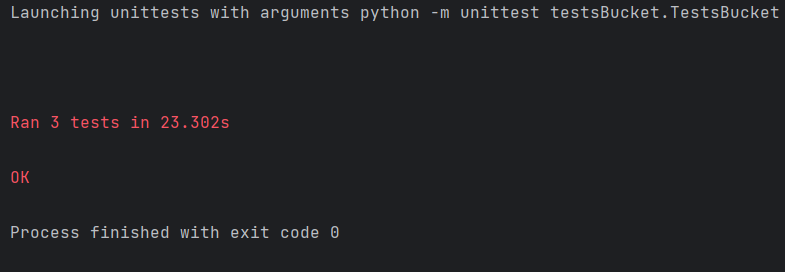 Launching unittests with arguments python -m unittest testsBucket.TestsBucket
Ran 3 tests in 23.302s
OK
Process finished with exit code 0